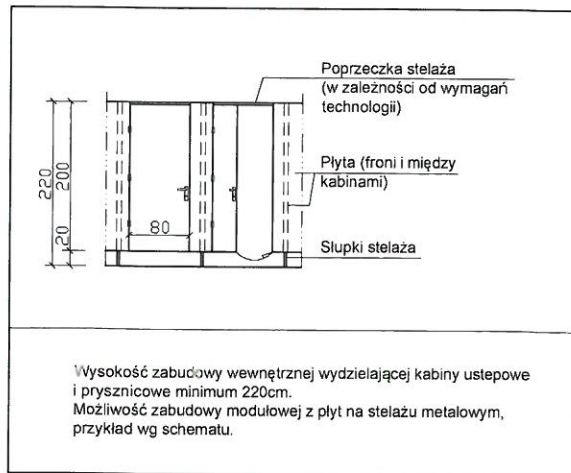 Poprzeczka stelaża
(w zależności od wymagań
technologii)
Płyta (froni i między
kabinami)
Słupki stelaża
220
200
20
80
Wysokość zabudowy wewnętrznej wydzielającej kabiny ustepowe
i prysznicowe minimum 220cm.
Możliwość zabudowy modułowej z płyt na stelażu metalowym,
przykład wg schematu.